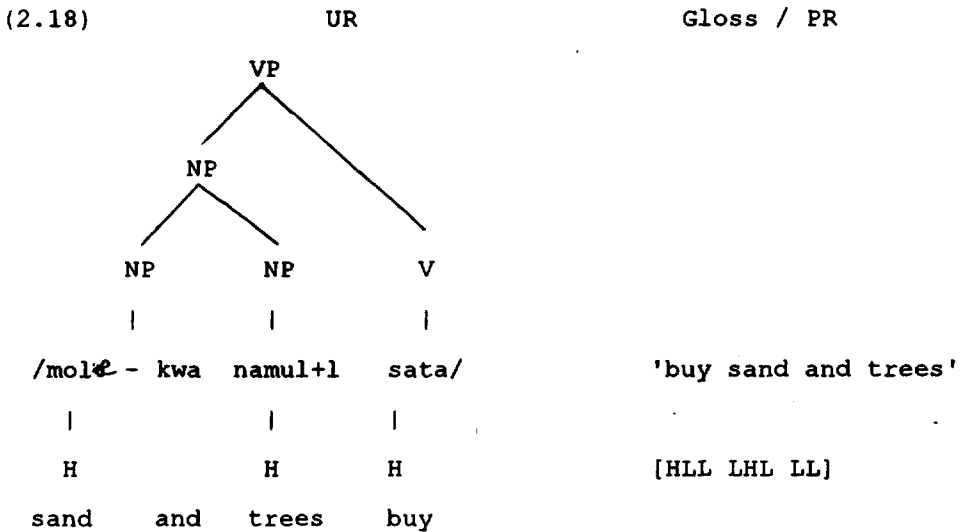 (2.18) UR Gloss / PR
VP
NP
NP NP V
| | |
/mole - kwa namul+l sata/ 'buy sand and trees'
| | |
H H H [HLL LHL LL]
sand and trees buy